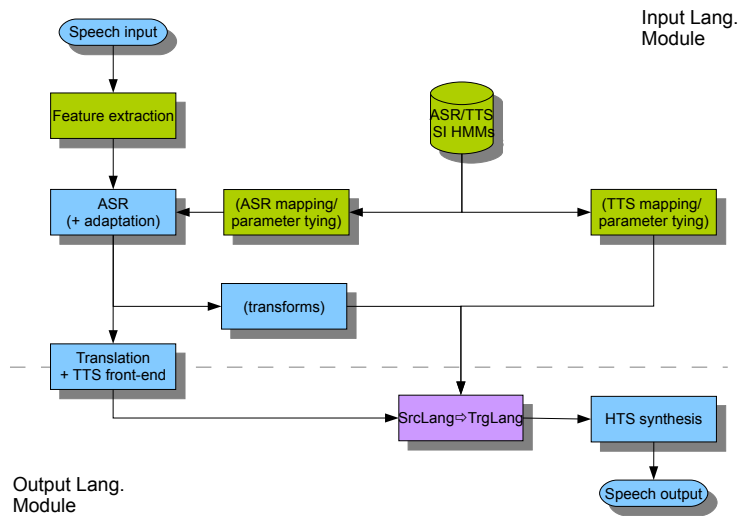 Speech input
Input Lang.
Module
Feature extraction
ASR/TTS
SI HMMs
ASR
(+ adaptation)
(ASR mapping/
parameter tying)
(TTS mapping/
parameter tying)
(transforms)
Translation
+ TTS front-end
SrcLang⇨TrgLang
HTS synthesis
Output Lang.
Module
Speech output